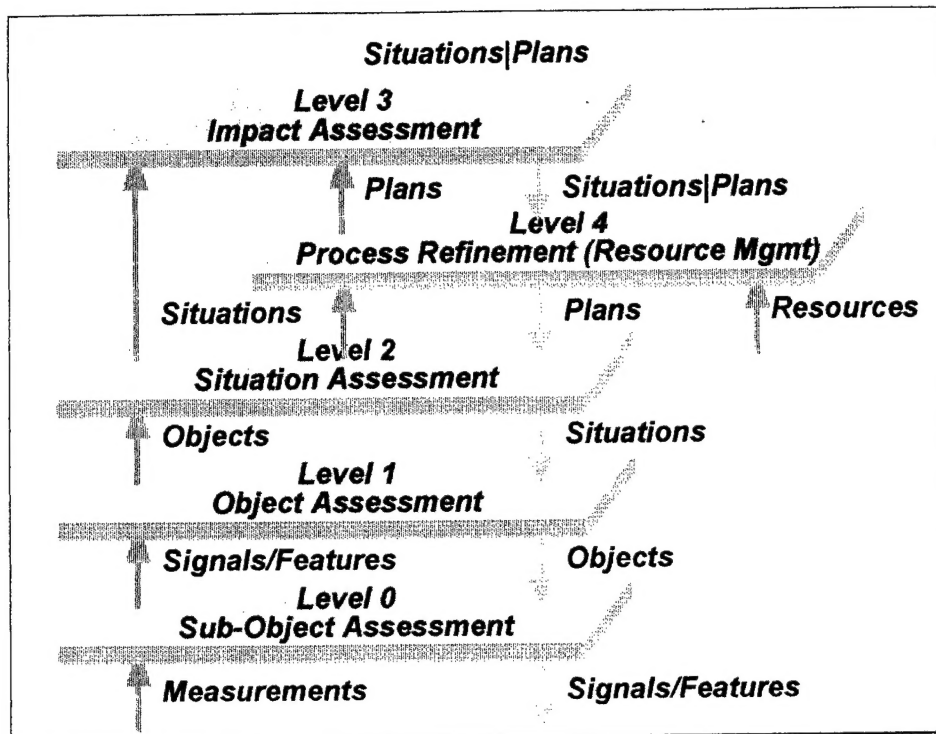 Situations|Plans
Level 3
Impact Assessment
Plans
Situations|Plans
Level 4
Process Refinement (Resource Mgmt)
Situations
Plans
Resources
Level 2
Situation Assessment
Objects
Situations
Level 1
Object Assessment
Signals/Features
Objects
Level 0
Sub-Object Assessment
Measurements
Signals/Features